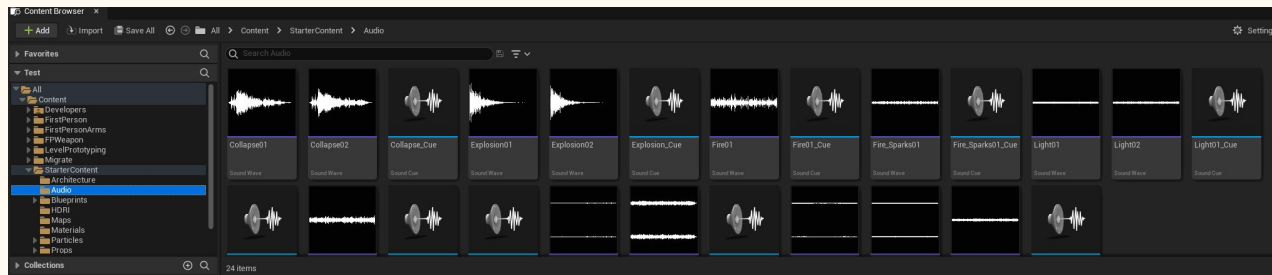 Content Browser ×
+ Add Import Save All All > Content > StarterContent > Audio Setting
Favorites
Search Audio
Test
All
Content
Developers
FirstPerson
FirstPersonArms
FPWeapon
LevelPrototyping
Migrate
StarterContent
Architecture
Audio
Blueprints
HDRI
Maps
Materials
Particles
Props
Collections
Collapse01 Collapse02 Collapse_Cue Explosion01 Explosion02 Explosion_Cue Fire01 Fire01_Cue Fire_Sparks01 Fire_Sparks01_Cue Light01 Light02 Light01_Cue
Sound Wave Sound Wave Sound Cue Sound Wave Sound Wave Sound Cue Sound Wave Sound Cue Sound Wave Sound Cue Sound Wave Sound Wave Sound Cue
24 items